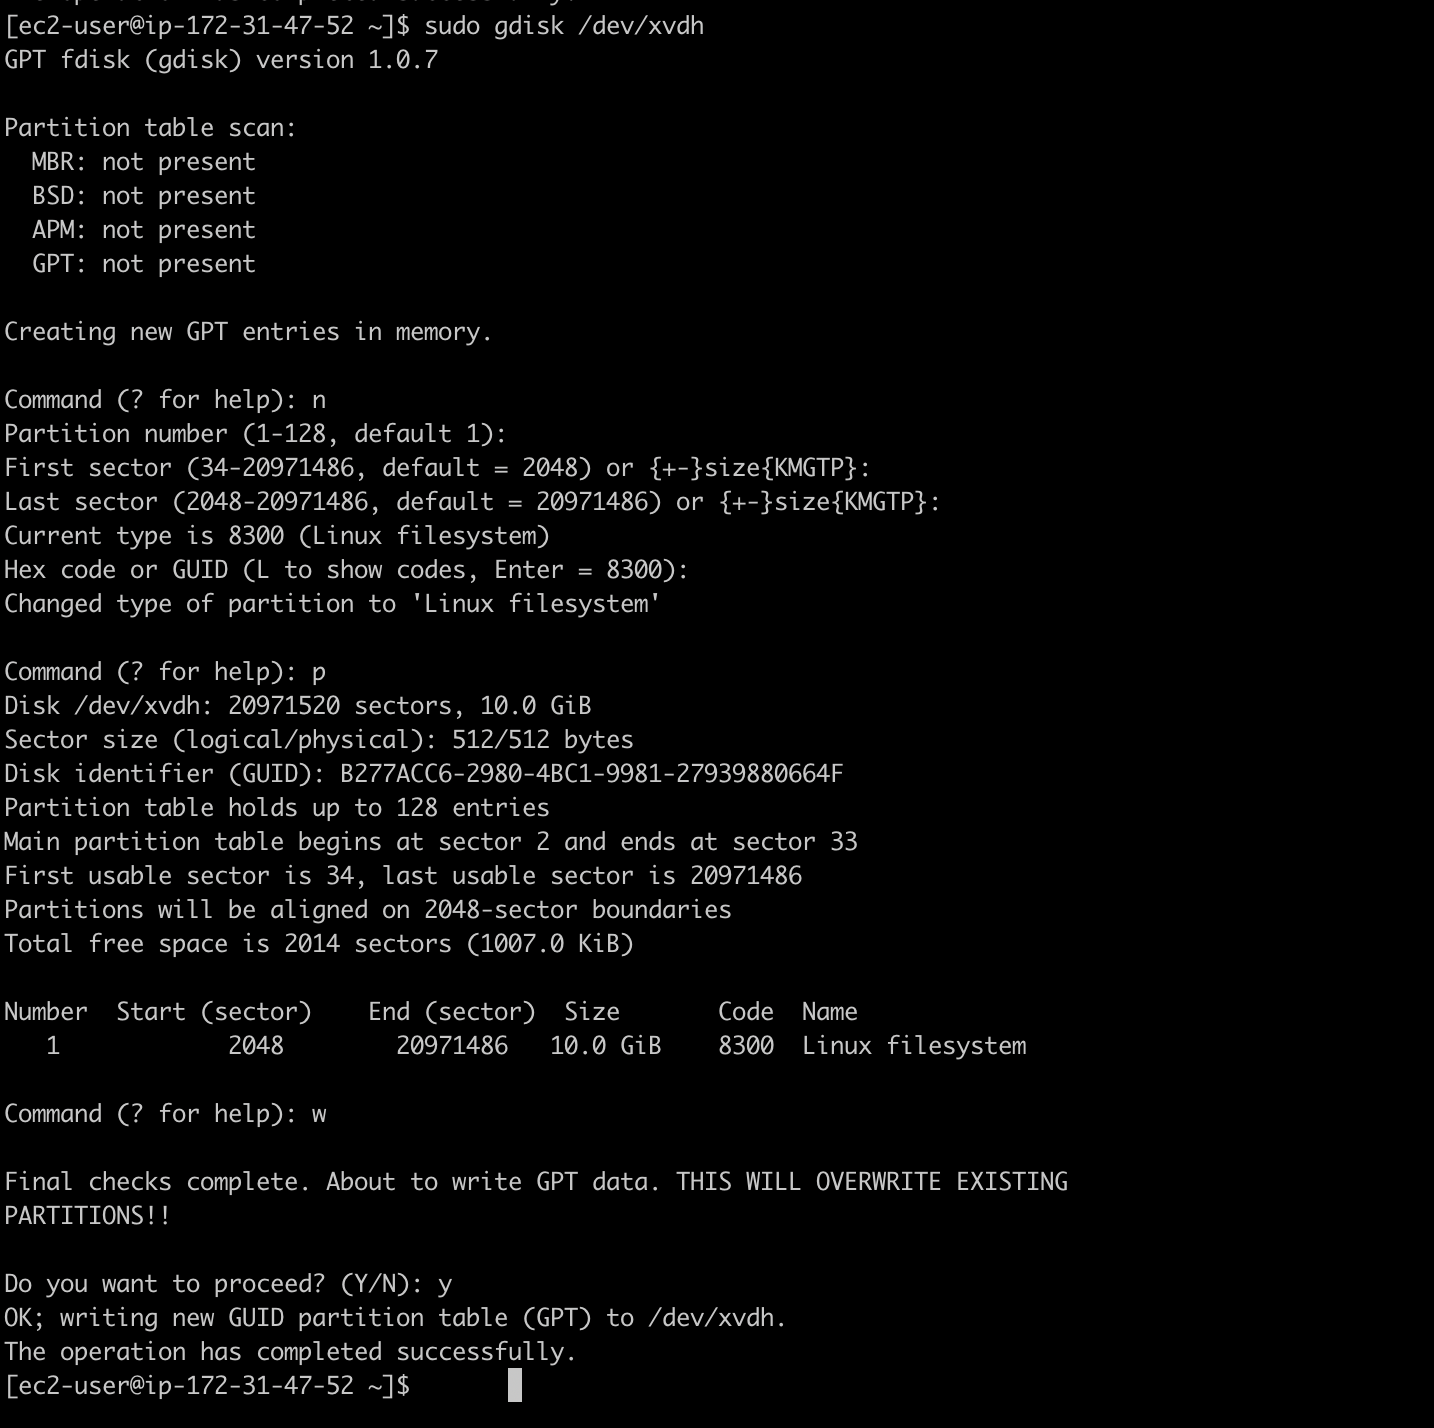 [ec2-user@ip-172-31-47-52 ~]$ sudo gdisk /dev/xvdh
GPT fdisk (gdisk) version 1.0.7

Partition table scan:
  MBR: not present
  BSD: not present
  APM: not present
  GPT: not present

Creating new GPT entries in memory.

Command (? for help): n
Partition number (1-128, default 1):
First sector (34-20971486, default = 2048) or {+-}size{KMGTP}:
Last sector (2048-20971486, default = 20971486) or {+-}size{KMGTP}:
Current type is 8300 (Linux filesystem)
Hex code or GUID (L to show codes, Enter = 8300):
Changed type of partition to 'Linux filesystem'

Command (? for help): p
Disk /dev/xvdh: 20971520 sectors, 10.0 GiB
Sector size (logical/physical): 512/512 bytes
Disk identifier (GUID): B277ACC6-2980-4BC1-9981-27939880664F
Partition table holds up to 128 entries
Main partition table begins at sector 2 and ends at sector 33
First usable sector is 34, last usable sector is 20971486
Partitions will be aligned on 2048-sector boundaries
Total free space is 2014 sectors (1007.0 KiB)

Number  Start (sector)    End (sector)  Size       Code  Name
   1            2048        20971486   10.0 GiB    8300  Linux filesystem

Command (? for help): w

Final checks complete. About to write GPT data. THIS WILL OVERWRITE EXISTING
PARTITIONS!!

Do you want to proceed? (Y/N): y
OK; writing new GUID partition table (GPT) to /dev/xvdh.
The operation has completed successfully.
[ec2-user@ip-172-31-47-52 ~]$